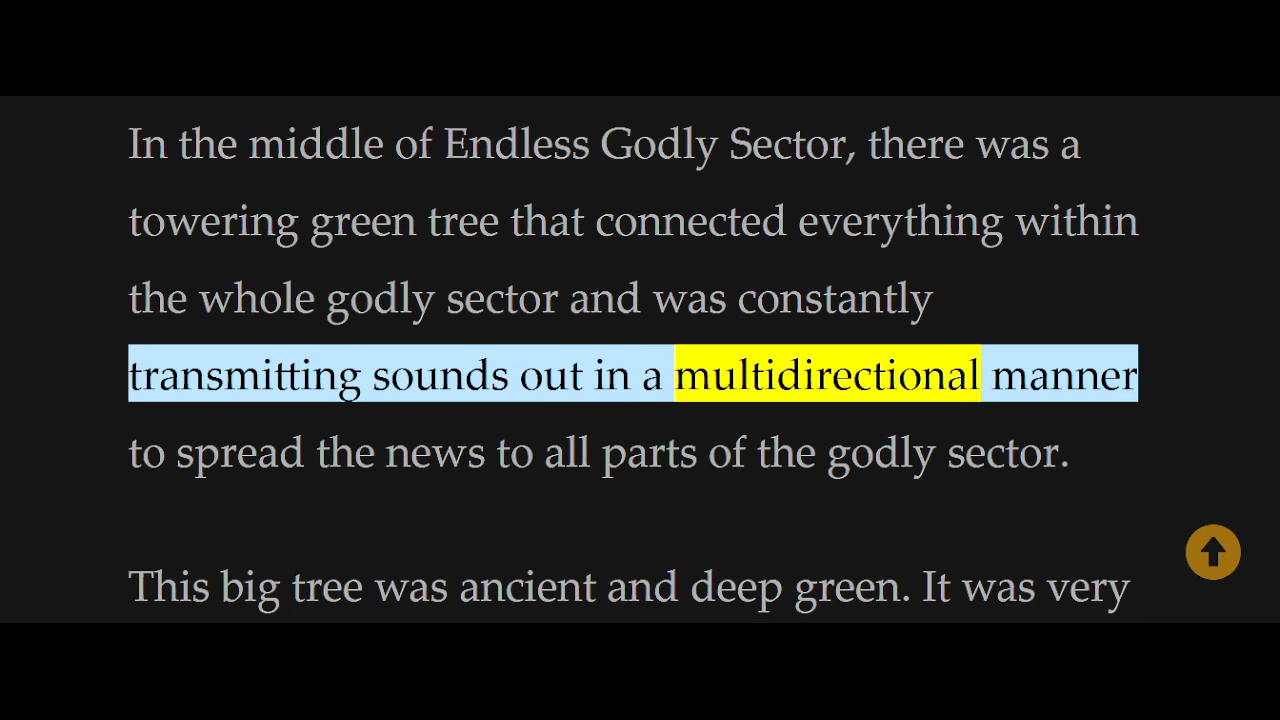 In the middle of Endless Godly Sector, there was a
towering green tree that connected everything within
the whole godly sector and was constantly
transmitting sounds out in a multidirectional manner
to spread the news to all parts of the godly sector.
This big tree was ancient and deep green. It was very